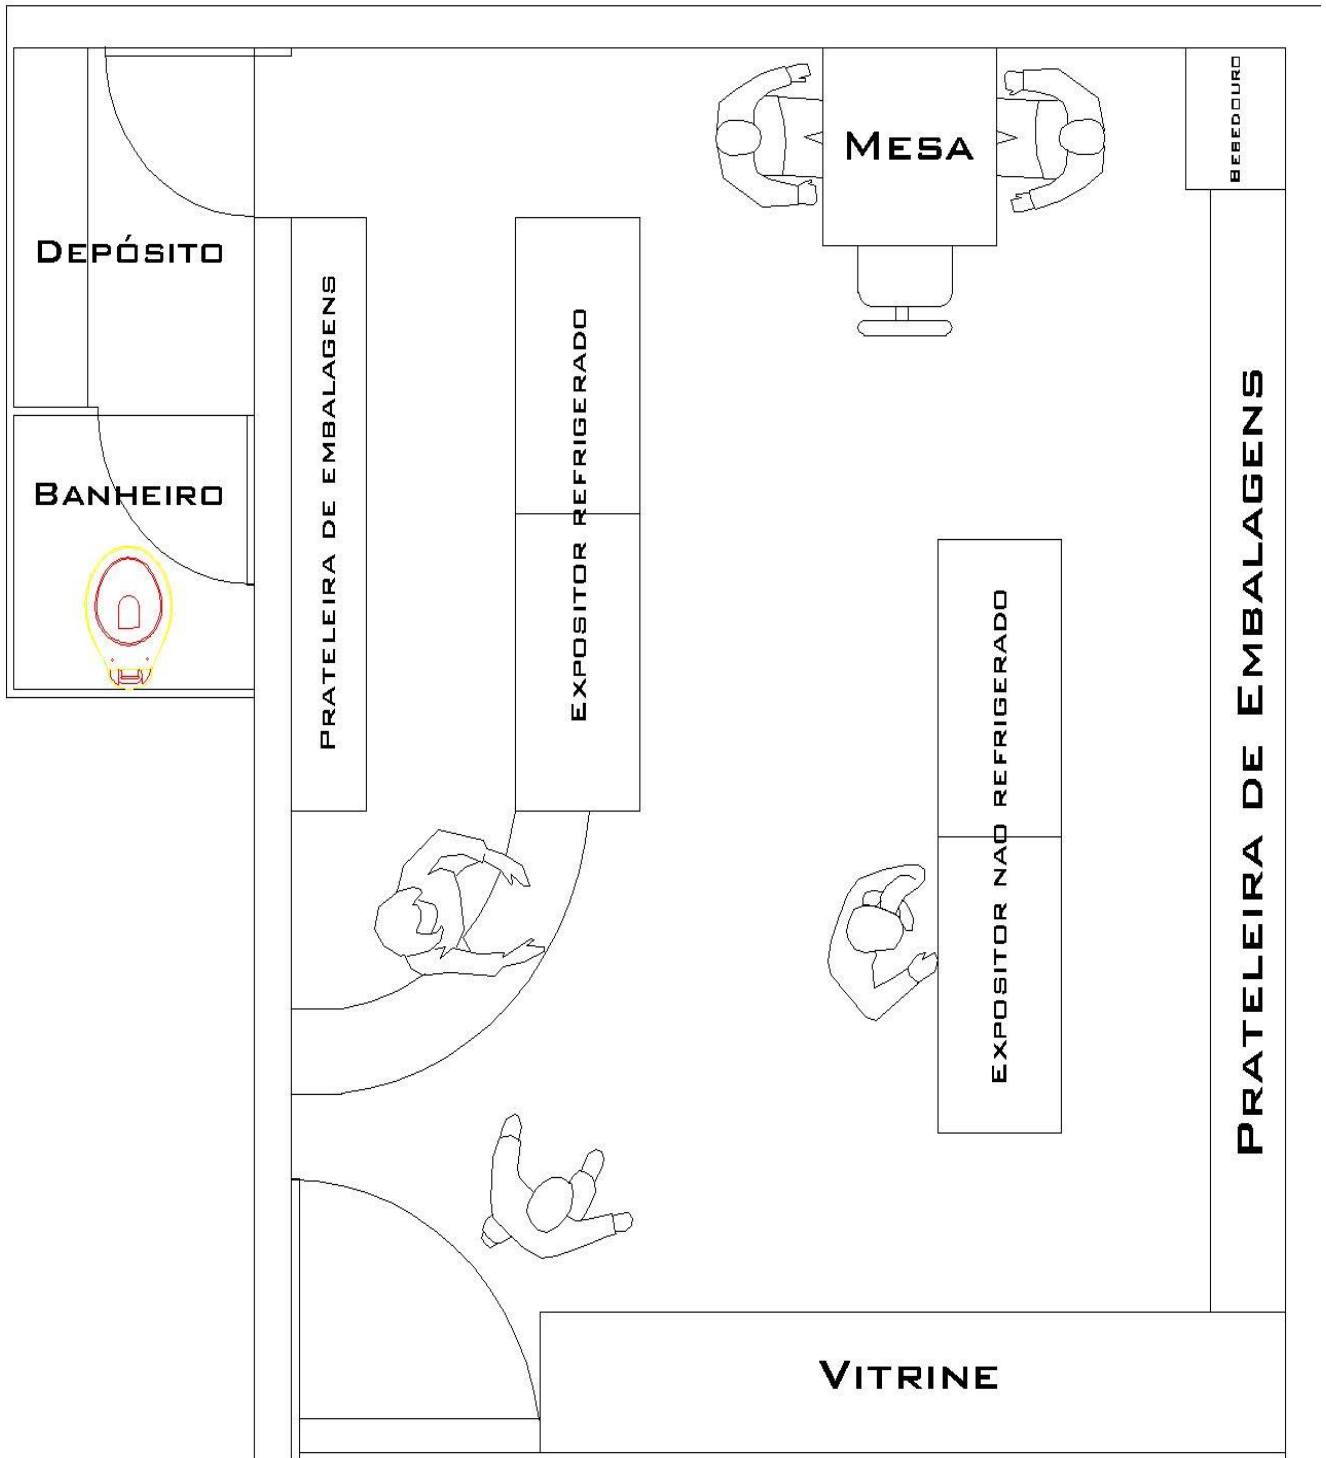 MESA
BEBEDOURO
DEPÓSITO
BANHEIRO
PRATELEIRA DE EMBALAGENS
EXPOSITOR REFRIGERADO
EXPOSITOR NÃO REFRIGERADO
PRATELEIRA DE EMBALAGENS
VITRINE